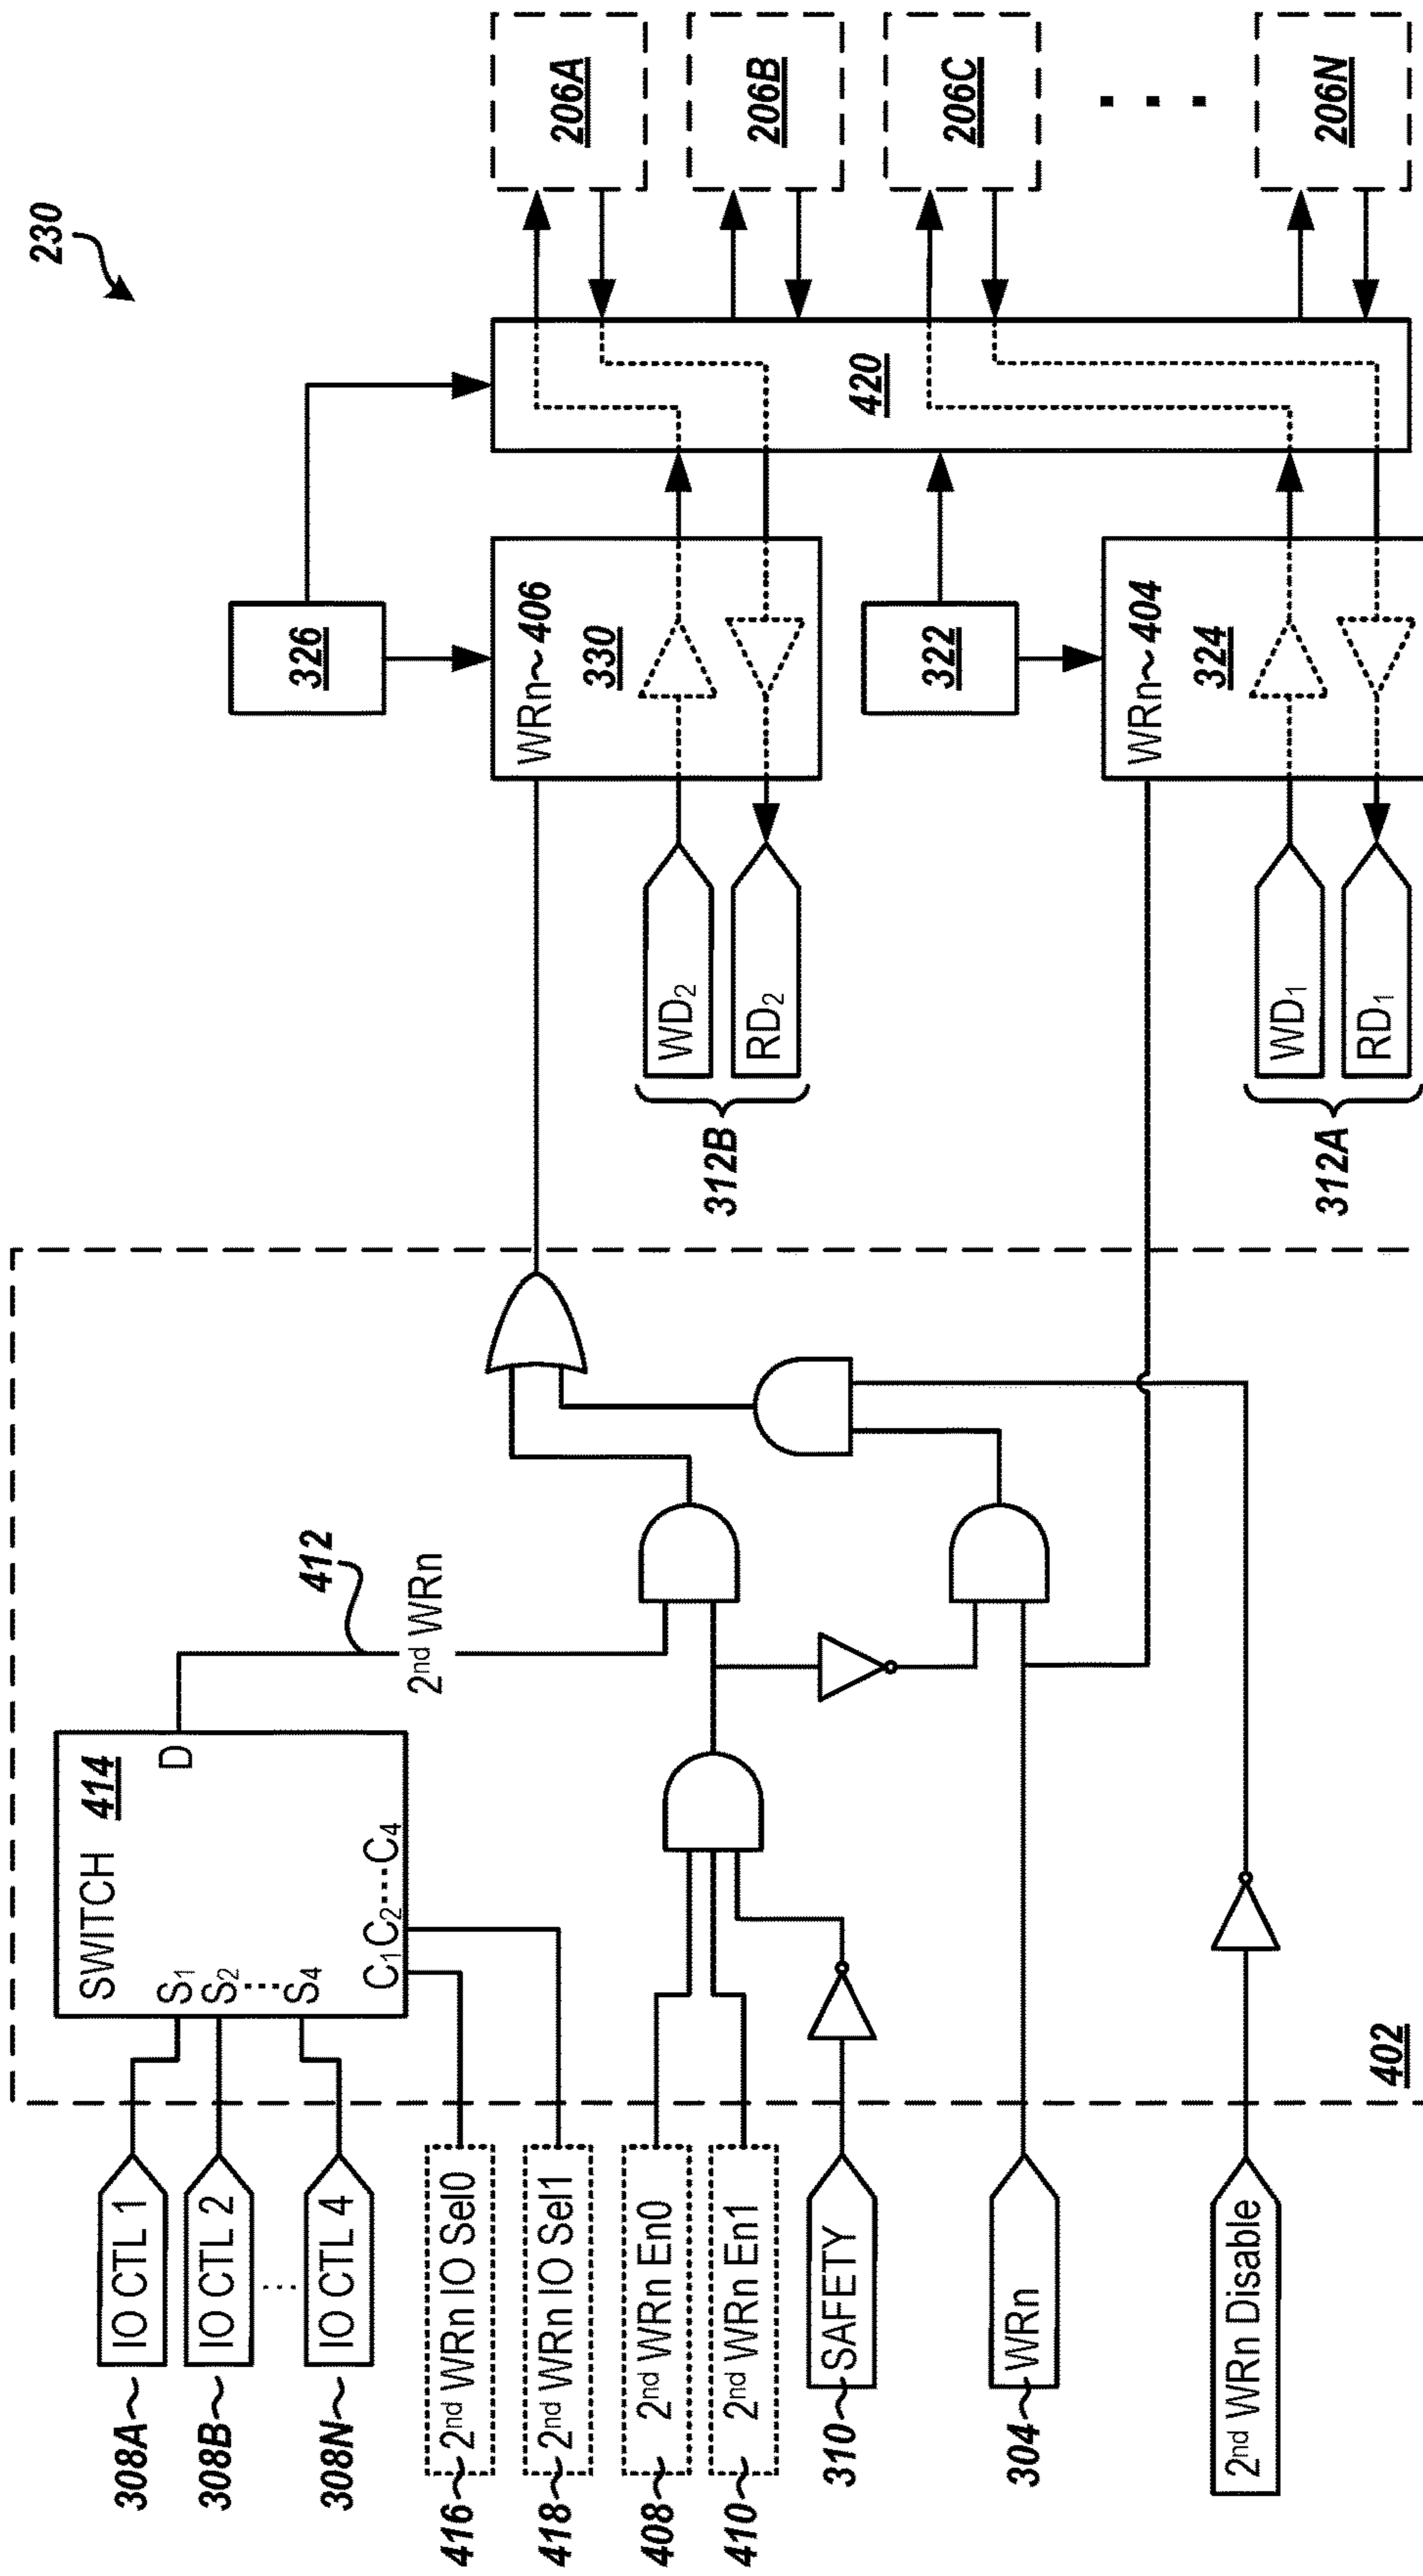 230
308A
IO CTL 1
308B
IO CTL 2
308N
IO CTL 4
SWITCH
414
S1
S2
S4
D
C1
C2
C4
412
2nd WRn
416
2nd WRn IO Sel0
418
2nd WRn IO Sel1
408
2nd WRn En0
410
2nd WRn En1
310
SAFETY
304
WRn
2nd WRn Disable
402
326
WRn
406
330
WD2
RD2
312B
322
WRn
404
324
WD1
RD1
312A
420
206A
206B
206C
206N